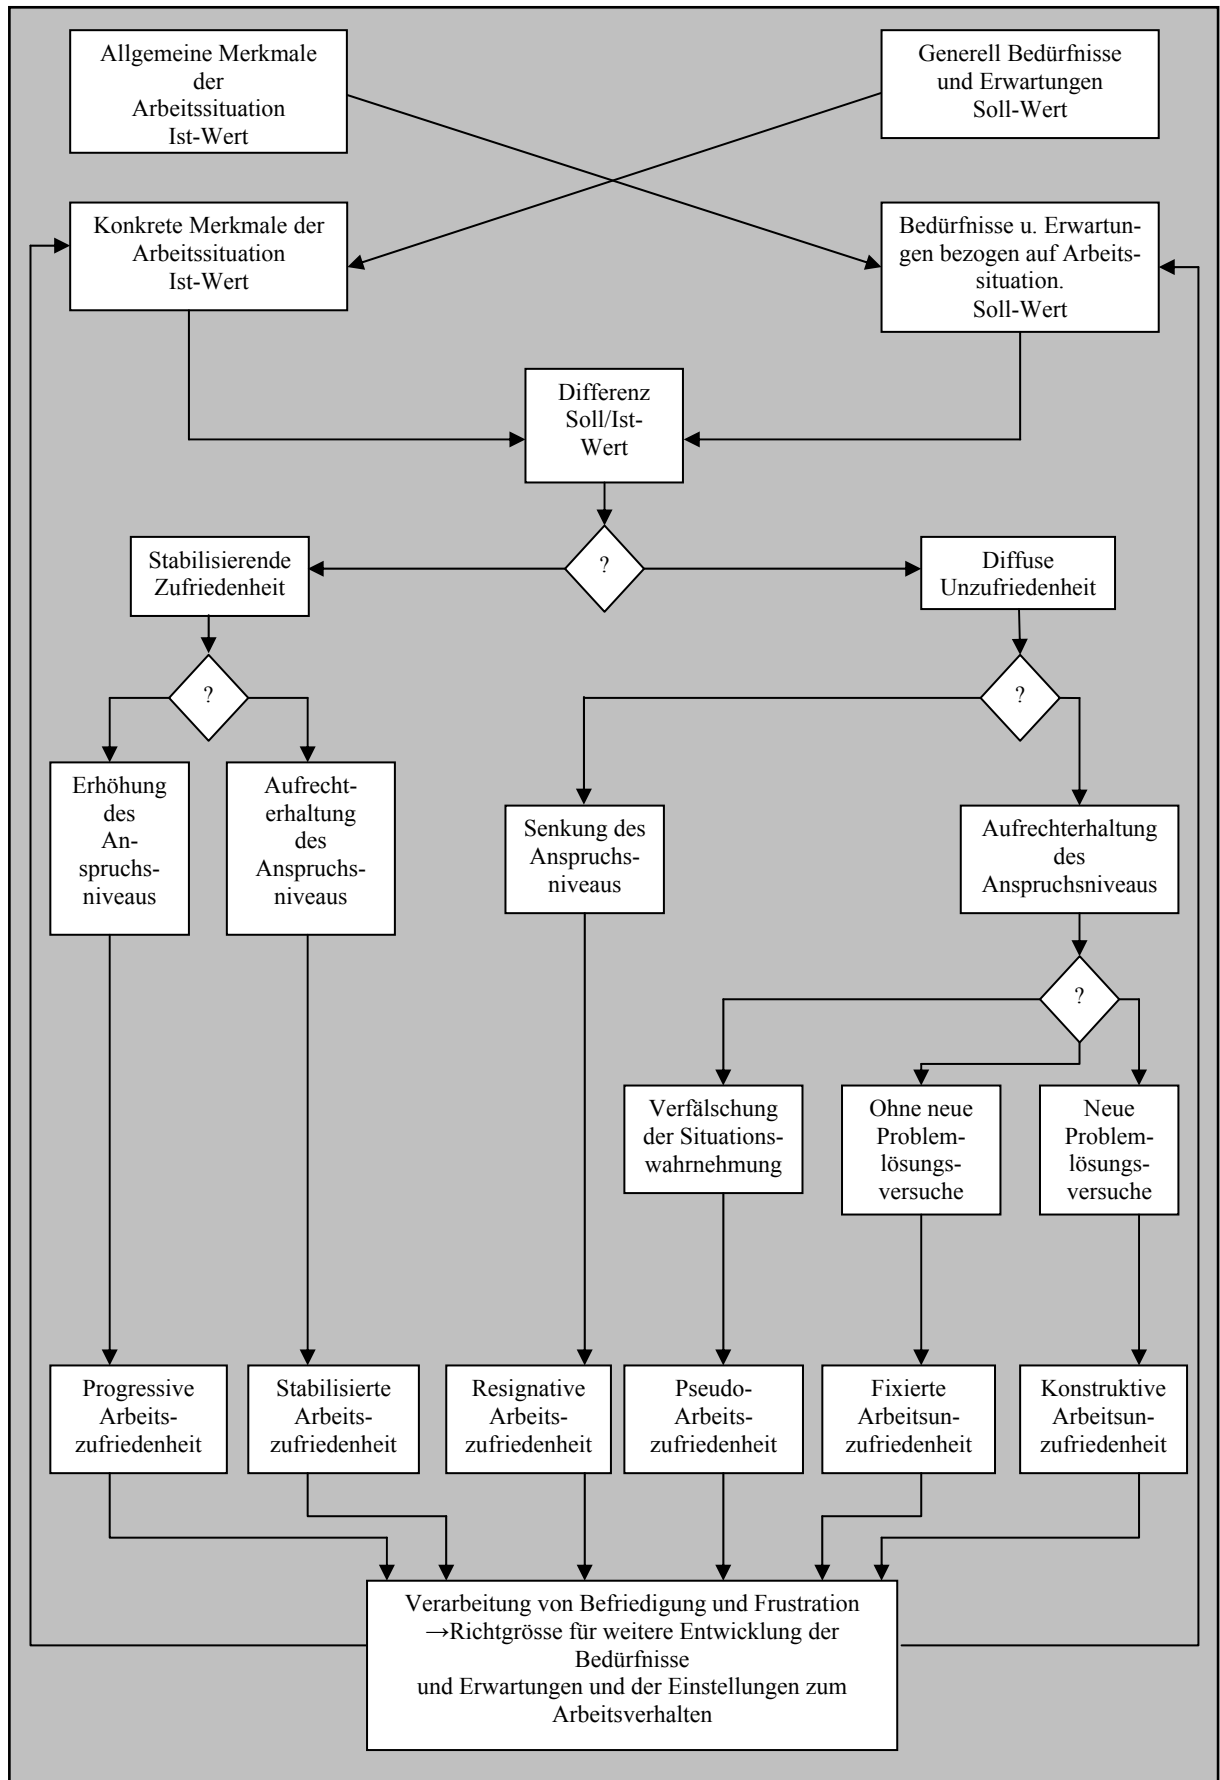 Allgemeine Merkmale
der
Arbeitssituation
Ist-Wert
Generell Bedürfnisse
und Erwartungen
Soll-Wert
Konkrete Merkmale der
Arbeitssituation
Ist-Wert
Bedürfnisse u. Erwartun-
gen bezogen auf Arbeits-
situation.
Soll-Wert
Differenz
Soll/Ist-
Wert
?
Stabilisierende
Zufriedenheit
Diffuse
Unzufriedenheit
?
?
Erhöhung
des
An-
spruchs-
niveaus
Aufrecht-
erhaltung
des
Anspruchs-
niveaus
Senkung des
Anspruchs-
niveaus
Aufrechterhaltung
des
Anspruchsniveaus
?
Verfälschung
der Situations-
wahrnehmung
Ohne neue
Problem-
lösungs-
versuche
Neue
Problem-
lösungs-
versuche
Progressive
Arbeits-
zufriedenheit
Stabilisierte
Arbeits-
zufriedenheit
Resignative
Arbeits-
zufriedenheit
Pseudo-
Arbeits-
zufriedenheit
Fixierte
Arbeitsun-
zufriedenheit
Konstruktive
Arbeitsun-
zufriedenheit
Verarbeitung von Befriedigung und Frustration
→Richtgrösse für weitere Entwicklung der
Bedürfnisse
und Erwartungen und der Einstellungen zum
Arbeitsverhalten